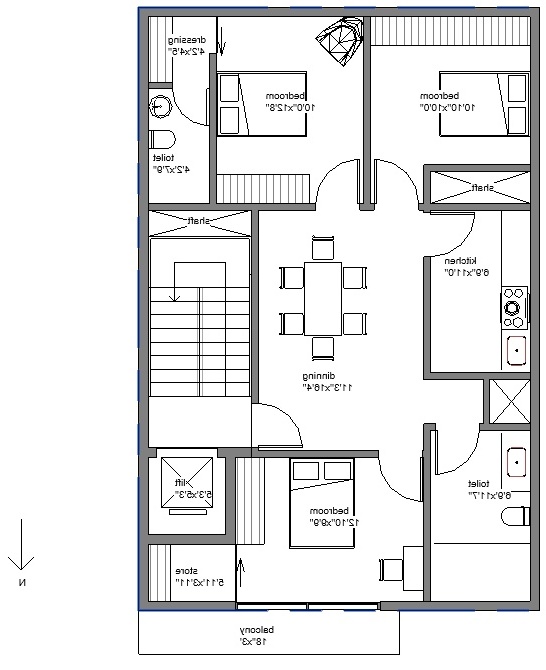 dressing
4'2"x4'5"
bedroom
10'0"x12'8"
bedroom
10'10"x10'0"
toilet
4'2"x7'9"
shaft
shaft
kitchen
6'9"x11'0"
dinning
11'3"x16'4"
lift
5'3"x5'3"
bedroom
12'10"x9'9"
toilet
6'9"x11'7"
store
5'11"x3'11"
N
balcony
18"x3'